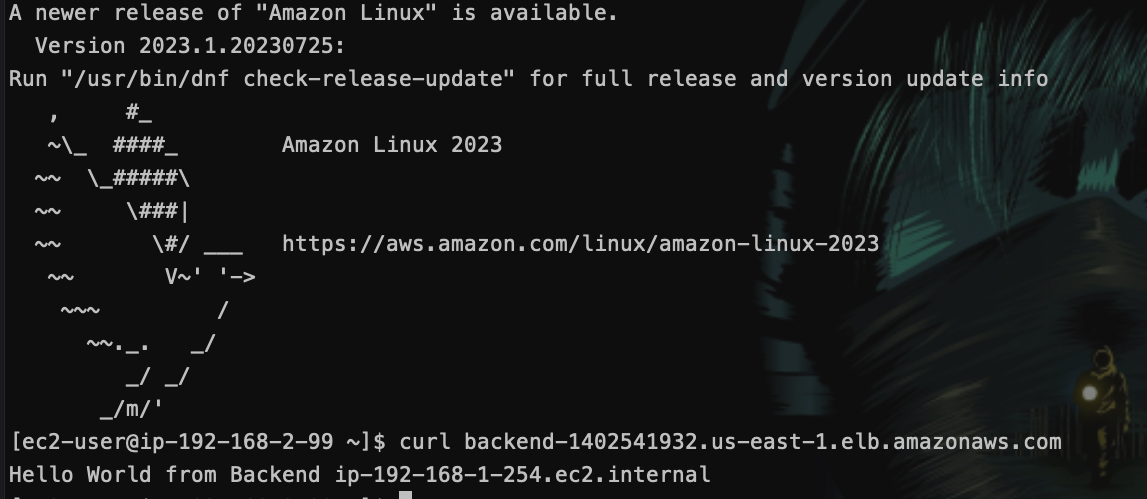 A newer release of "Amazon Linux" is available.
  Version 2023.1.20230725:
Run "/usr/bin/dnf check-release-update" for full release and version update info
   ,     #_
   ~\_  ####_        Amazon Linux 2023
  ~~  \_#####\
  ~~     \###|
  ~~       \#/ ___   https://aws.amazon.com/linux/amazon-linux-2023
   ~~       V~' '->
    ~~~         /
      ~~._.   _/
         _/ _/
       _/m/'
[ec2-user@ip-192-168-2-99 ~]$ curl backend-1402541932.us-east-1.elb.amazonaws.com
Hello World from Backend ip-192-168-1-254.ec2.internal